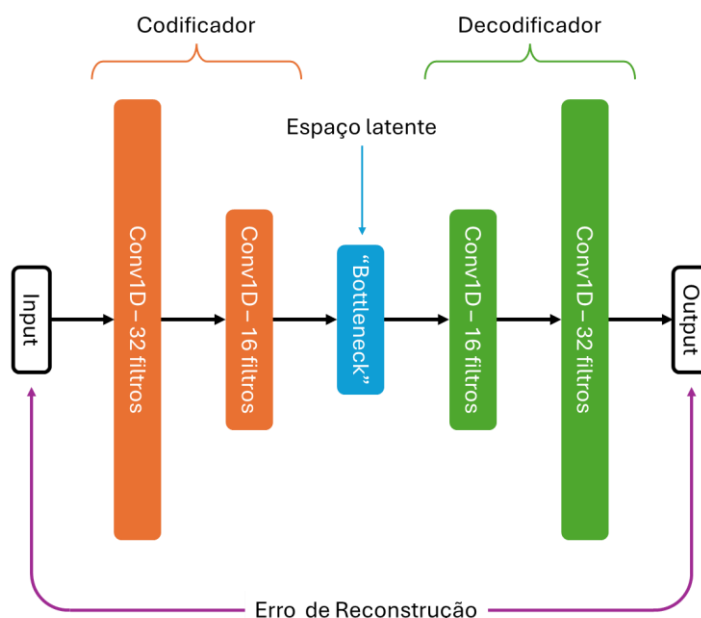 Codificador
Decodificador
Espaço latente
Input
Conv1D – 32 filtros
Conv1D – 16 filtros
“Bottleneck”
Conv1D – 16 filtros
Conv1D – 32 filtros
Output
Erro de Reconstrução